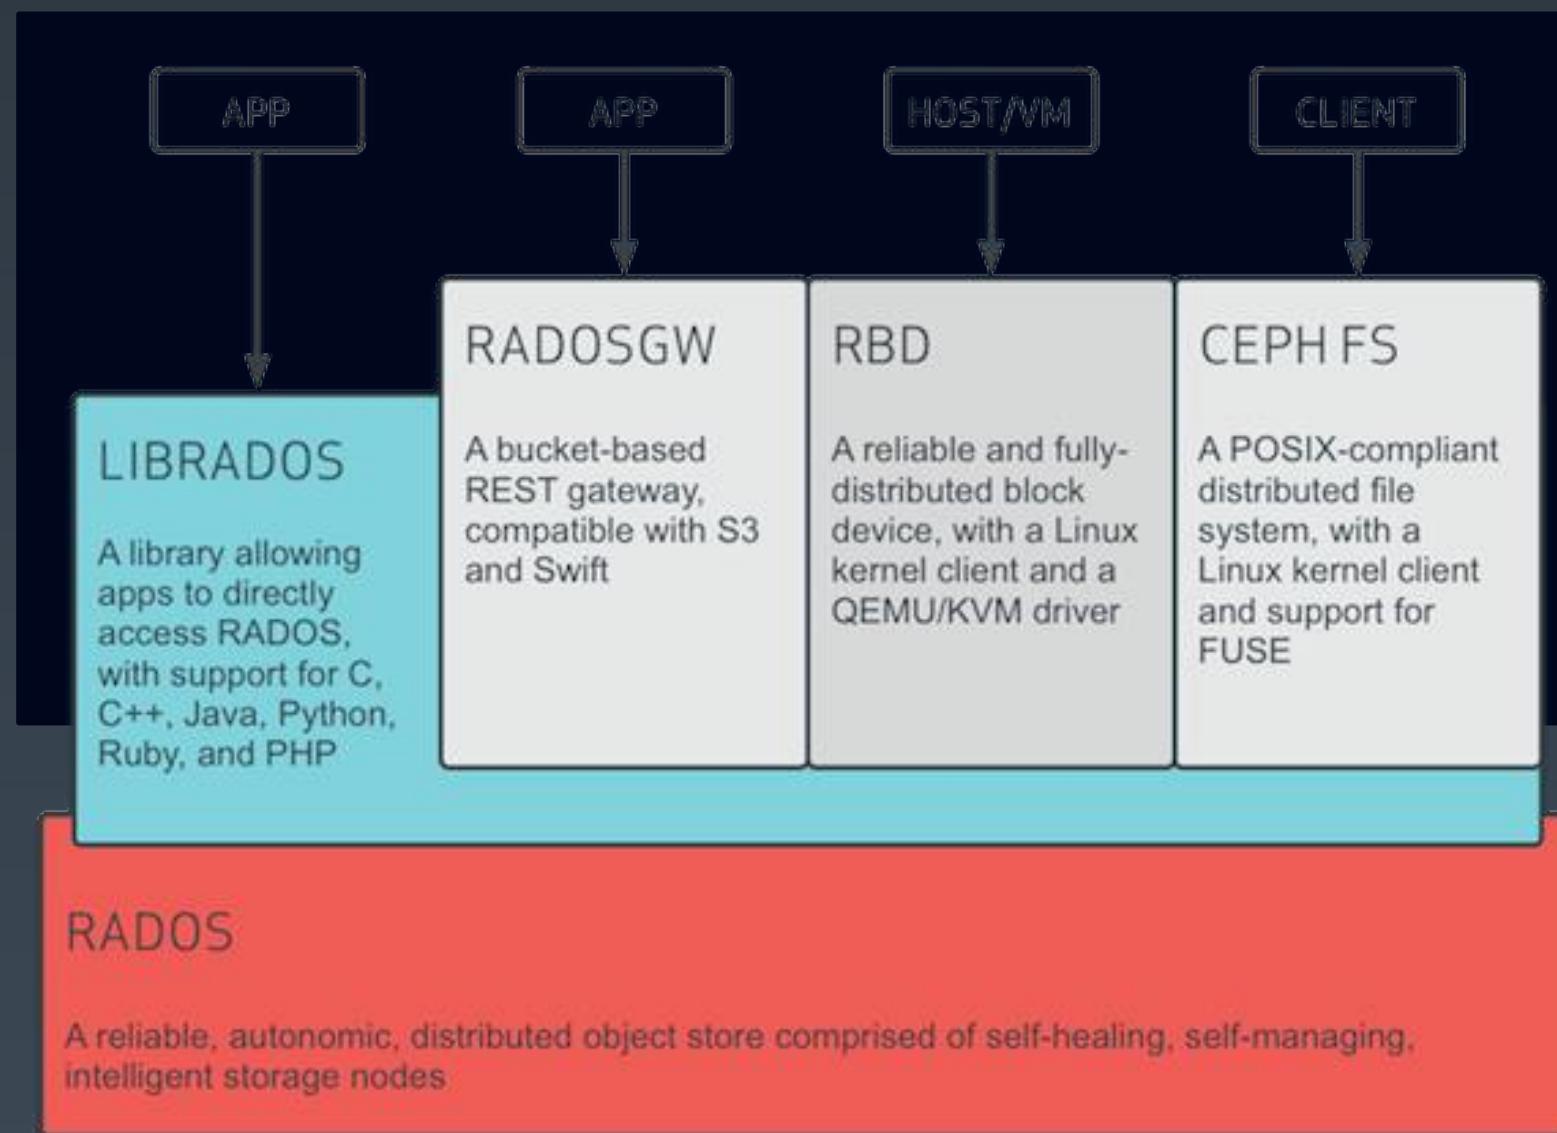 APP
APP
HOST/VM
CLIENT
LIBRADOS
A library allowing
apps to directly
access RADOS,
with support for C,
C++, Java, Python,
Ruby, and PHP
RADOSGW
A bucket-based
REST gateway,
compatible with S3
and Swift
RBD
A reliable and fully-
distributed block
device, with a Linux
kernel client and a
QEMU/KVM driver
CEPH FS
A POSIX-compliant
distributed file
system, with a
Linux kernel client
and support for
FUSE
RADOS
A reliable, autonomic, distributed object store comprised of self-healing, self-managing,
intelligent storage nodes